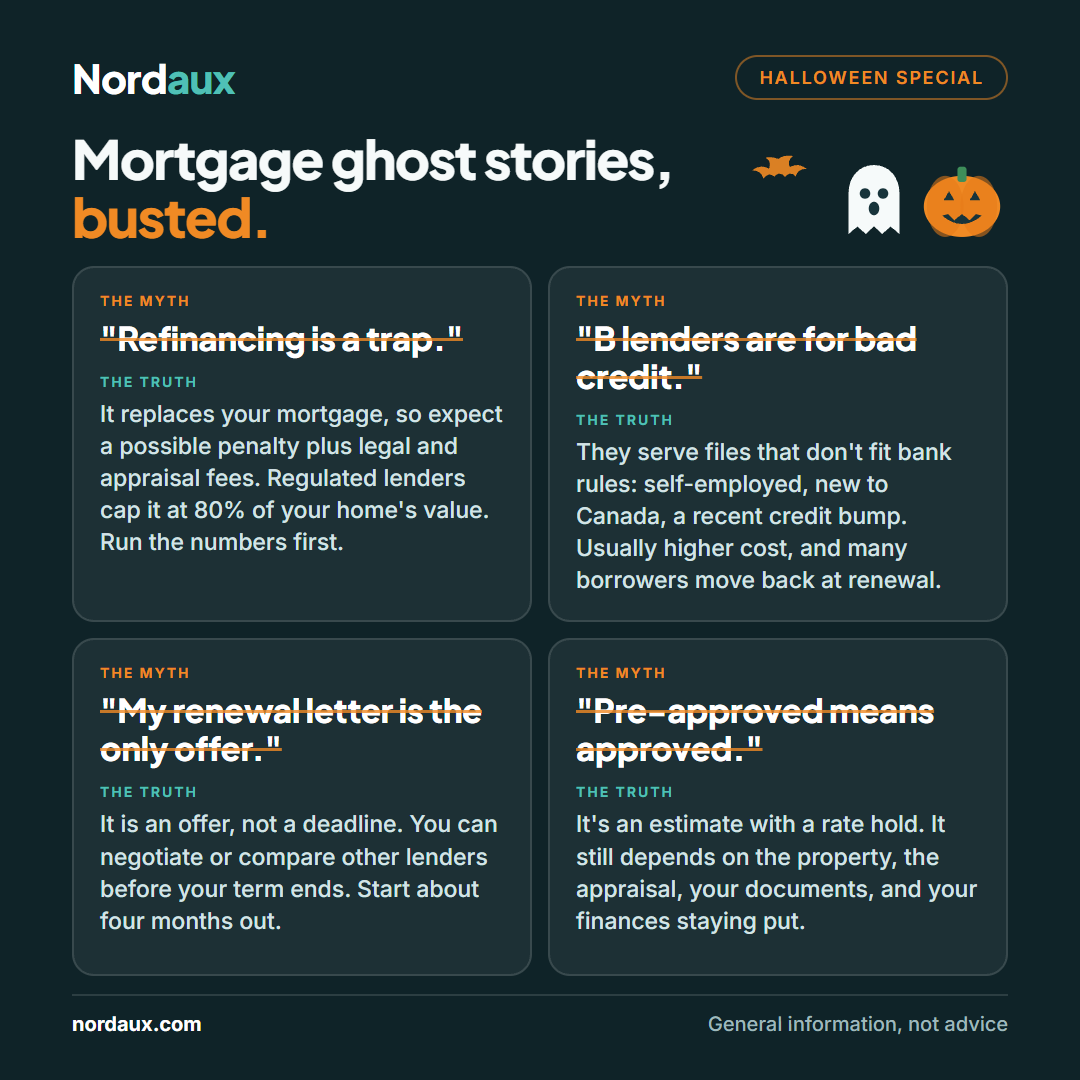 Nordaux
HALLOWEEN SPECIAL
Mortgage ghost stories,
busted.
THE MYTH
"Refinancing is a trap."
THE TRUTH
It replaces your mortgage, so expect
a possible penalty plus legal and
appraisal fees. Regulated lenders
cap it at 80% of your home's value.
Run the numbers first.
THE MYTH
"B lenders are for bad
credit."
THE TRUTH
They serve files that don't fit bank
rules: self-employed, new to
Canada, a recent credit bump.
Usually higher cost, and many
borrowers move back at renewal.
THE MYTH
"My renewal letter is the
only offer."
THE TRUTH
It is an offer, not a deadline. You can
negotiate or compare other lenders
before your term ends. Start about
four months out.
THE MYTH
"Pre-approved means
approved."
THE TRUTH
It's an estimate with a rate hold. It
still depends on the property, the
appraisal, your documents, and your
finances staying put.
nordaux.com
General information, not advice